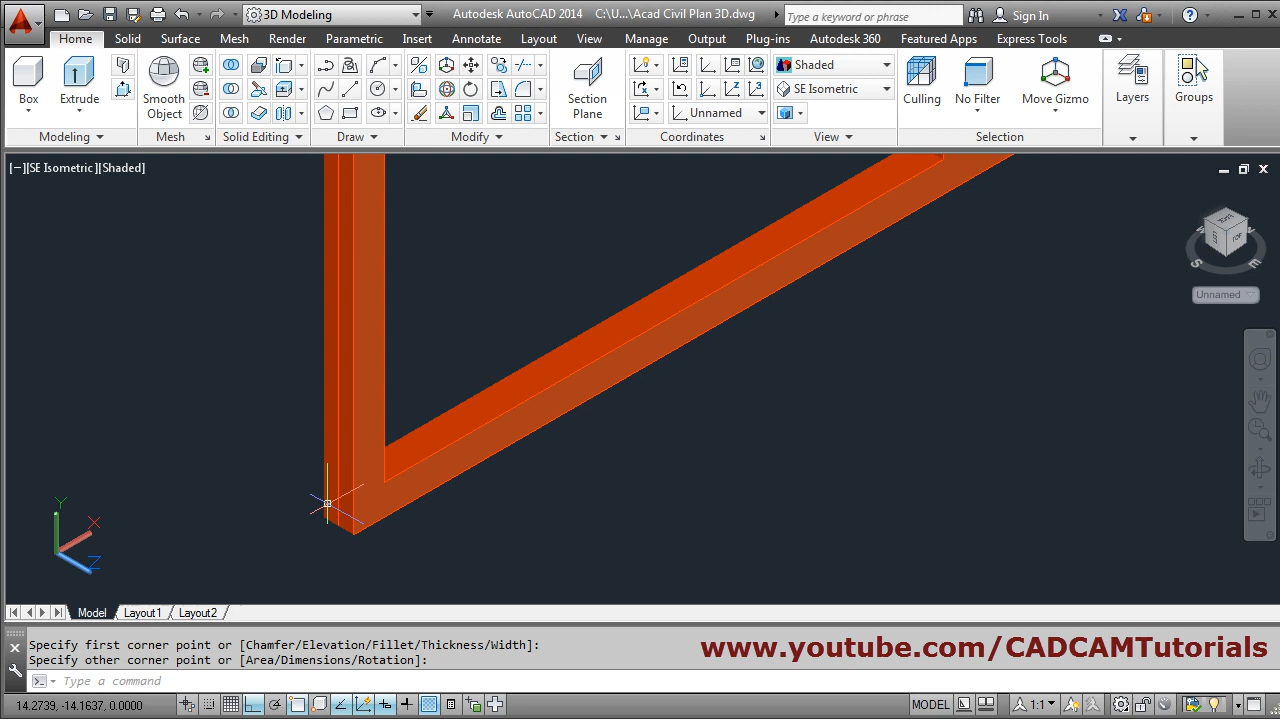 3D Modeling
Autodesk AutoCAD 2014 C:\U...\Acad Civil Plan 3D.dwg
Type a keyword or phrase
Sign In
Home Solid Surface Mesh Render Parametric Insert Annotate Layout View Manage Output Plug-ins Autodesk 360 Featured Apps Express Tools
Box
Extrude
Smooth
Object
Section
Plane
Unnamed
Shaded
SE Isometric
Culling
No Filter
Move Gizmo
Layers
Groups
Modeling Mesh Solid Editing Draw Modify Section Coordinates View Selection
[−][SE Isometric][Shaded]
S
E
Unnamed
Y
X
Z
Model Layout1 Layout2
Specify first corner point or [Chamfer/Elevation/Fillet/Thickness/Width]:
Specify other corner point or [Area/Dimensions/Rotation]:
www.youtube.com/CADCAMTutorials
Type a command
14.2739, -14.1637, 0.0000
MODEL
1:1